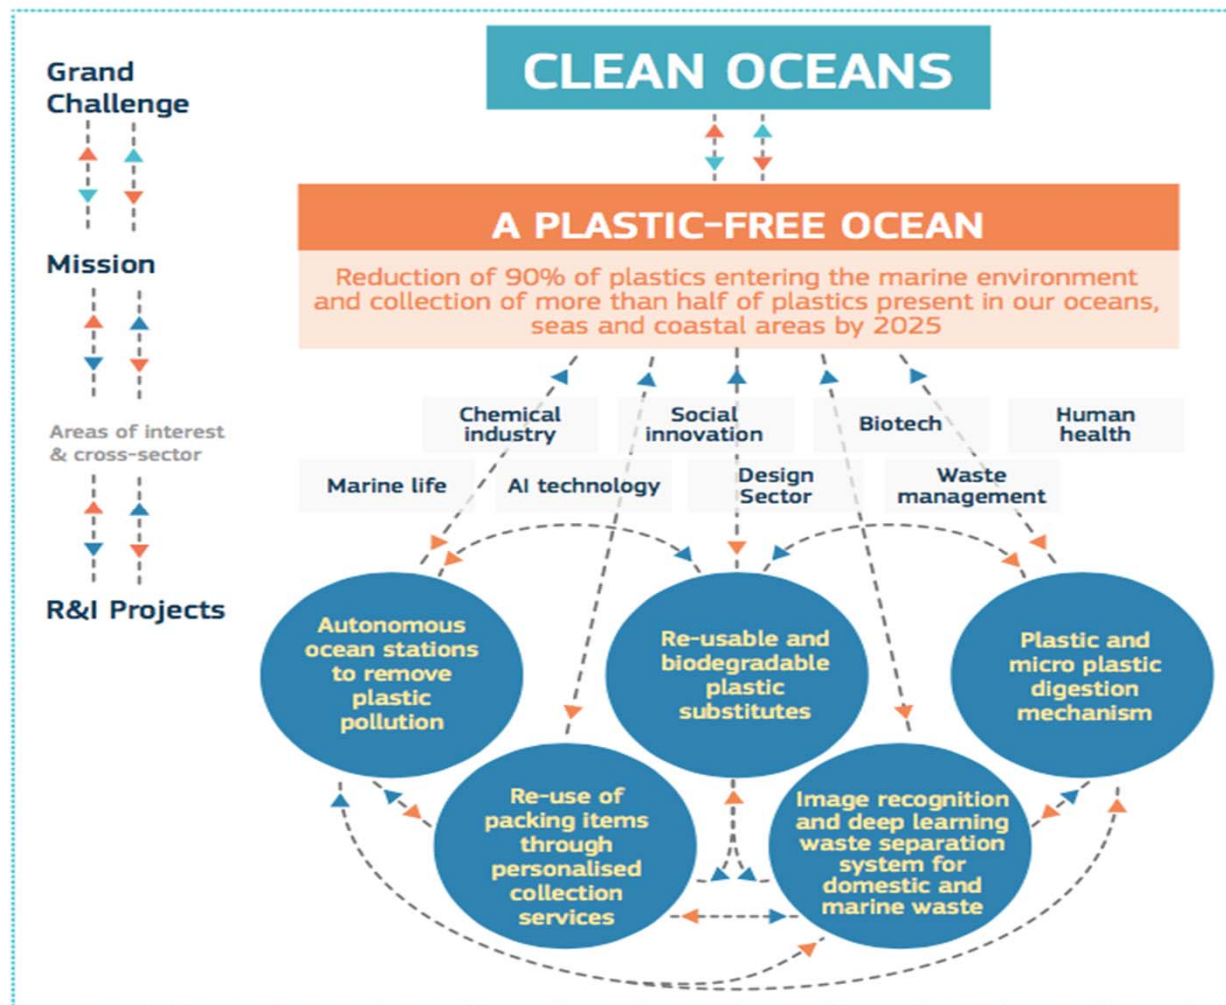 Grand
Challenge
Mission
Areas of interest
& cross-sector
R&I Projects
CLEAN OCEANS
A PLASTIC-FREE OCEAN
Reduction of 90% of plastics entering the marine environment
and collection of more than half of plastics present in our oceans,
seas and coastal areas by 2025
Chemical
industry
Social
innovation
Biotech
Human
health
Marine life
AI technology
Design
Sector
Waste
management
Autonomous
ocean stations
to remove
plastic
pollution
Re-usable and
biodegradable
plastic
substitutes
Plastic and
micro plastic
digestion
mechanism
Re-use of
packing items
through
personalised
collection
services
Image recognition
and deep learning
waste separation
system for
domestic and
marine waste